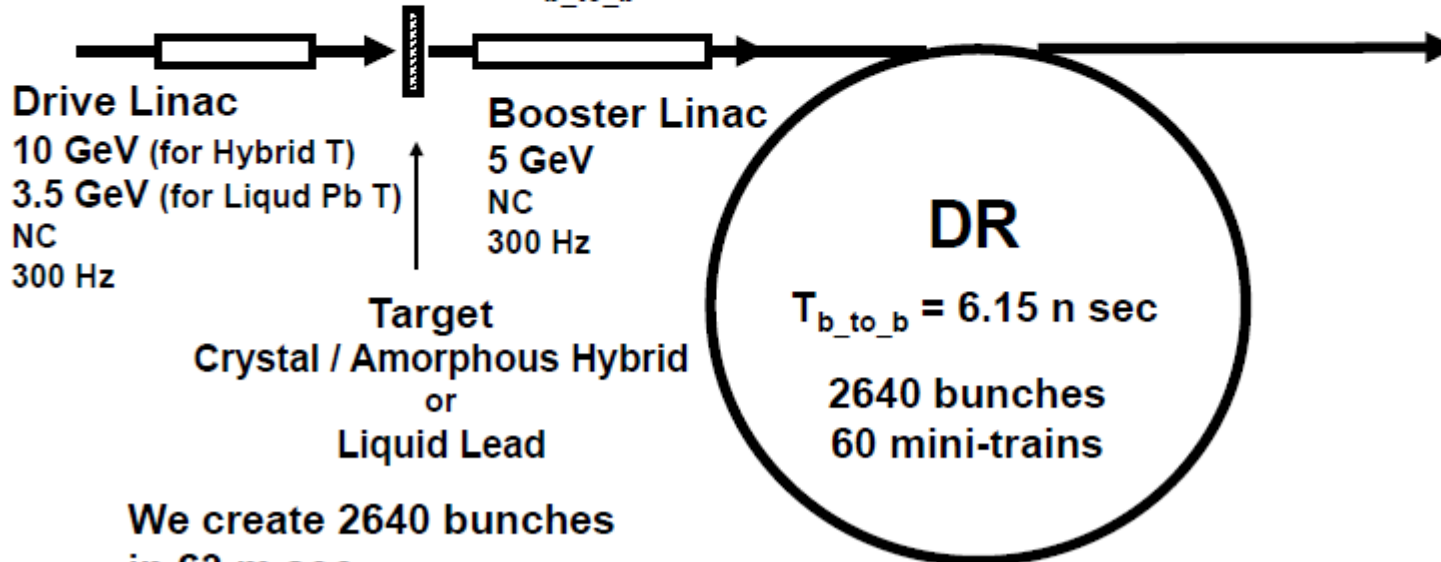 Drive Linac
10 GeV (for Hybrid T)
3.5 GeV (for Liqud Pb T)
NC
300 Hz
Booster Linac
5 GeV
NC
300 Hz
Target
Crystal / Amorphous Hybrid
or
Liquid Lead
DR
T_b_to_b = 6.15 n sec
2640 bunches
60 mini-trains
We create 2640 bunches